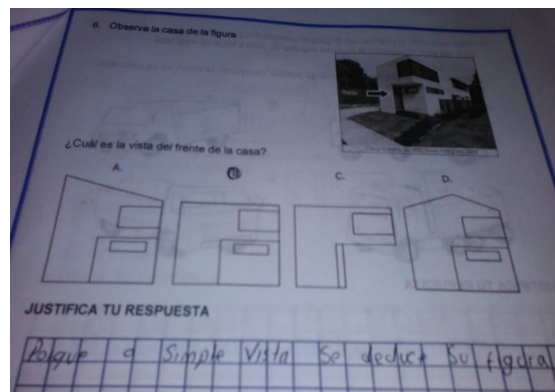 6. Observa la casa de la figura
¿Cuál es la vista del frente de la casa?
A.
C.
D.
JUSTIFICA TU RESPUESTA
Porque a Simple Vista Se deduce Su figura